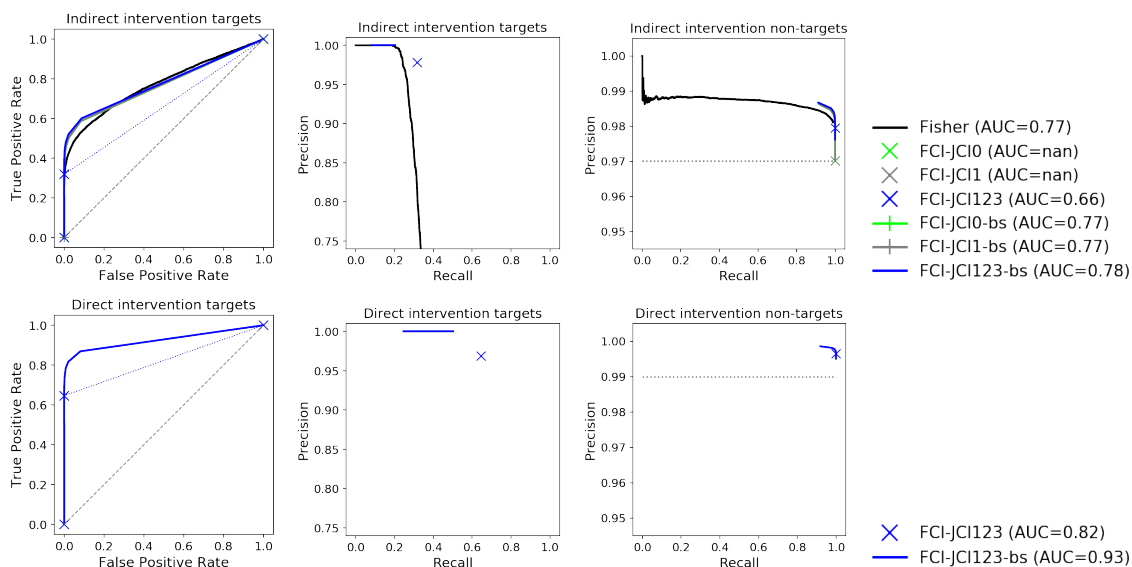 Indirect intervention targets
1.0
0.8
0.6
0.4
0.2
0.0
True Positive Rate
0.0 0.2 0.4 0.6 0.8 1.0
False Positive Rate
Indirect intervention targets
1.00
0.95
0.90
0.85
0.80
0.75
Precision
0.0 0.2 0.4 0.6 0.8 1.0
Recall
Indirect intervention non-targets
1.00
0.99
0.98
0.97
0.96
0.95
Precision
0.0 0.2 0.4 0.6 0.8 1.0
Recall
Fisher (AUC=0.77)
FCI-JCI0 (AUC=nan)
FCI-JCI1 (AUC=nan)
FCI-JCI123 (AUC=0.66)
FCI-JCI0-bs (AUC=0.77)
FCI-JCI1-bs (AUC=0.77)
FCI-JCI123-bs (AUC=0.78)
Direct intervention targets
1.0
0.8
0.6
0.4
0.2
0.0
True Positive Rate
0.0 0.2 0.4 0.6 0.8 1.0
False Positive Rate
Direct intervention targets
1.00
0.95
0.90
0.85
0.80
0.75
Precision
0.0 0.2 0.4 0.6 0.8 1.0
Recall
Direct intervention non-targets
1.00
0.99
0.98
0.97
0.96
0.95
Precision
0.0 0.2 0.4 0.6 0.8 1.0
Recall
FCI-JCI123 (AUC=0.82)
FCI-JCI123-bs (AUC=0.93)